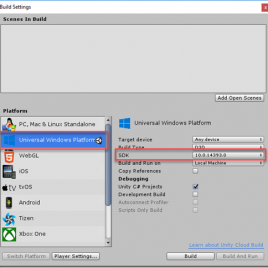 Build Settings
Scenes In Build
Add Open Scenes
Platform
PC, Mac & Linux Standalone
Universal Windows Platform
WebGL
iOS
tvOS
Android
Tizen
Xbox One
Universal Windows Platform
Target device
Any device
Build Type
D3D
SDK
10.0.14393.0
Build and Run on
Local Machine
Copy References
Debugging
Unity C# Projects
Development Build
Autoconnect Profiler
Scripts Only Build
Learn about Unity Cloud Build
Switch Platform
Player Settings...
Build
Build And Run